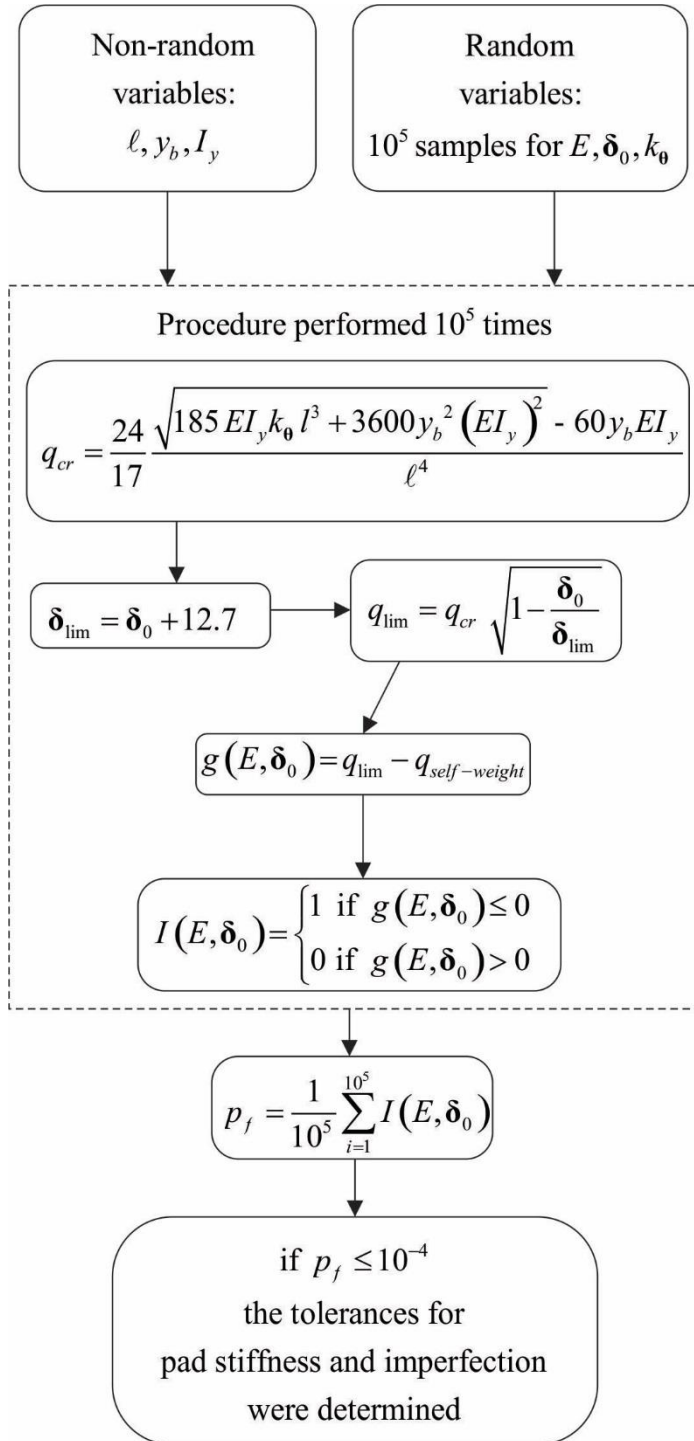 Non-random
variables:
ℓ, y_b, I_y
Random
variables:
10^5 samples for E, δ_0, k_θ
Procedure performed 10^5 times
q_cr = 24/17 (√(185 EI_y k_θ l^3 + 3600 y_b^2 (EI_y)^2) - 60 y_b EI_y)/ℓ^4
δ_lim = δ_0 + 12.7
q_lim = q_cr √(1 - δ_0/δ_lim)
g(E, δ_0) = q_lim − q_self−weight
I(E, δ_0) = {1 if g(E, δ_0) ≤ 0
0 if g(E, δ_0) > 0
p_f = 1/10^5 ∑_{i=1}^{10^5} I(E, δ_0)
if p_f ≤ 10^−4
the tolerances for
pad stiffness and imperfection
were determined